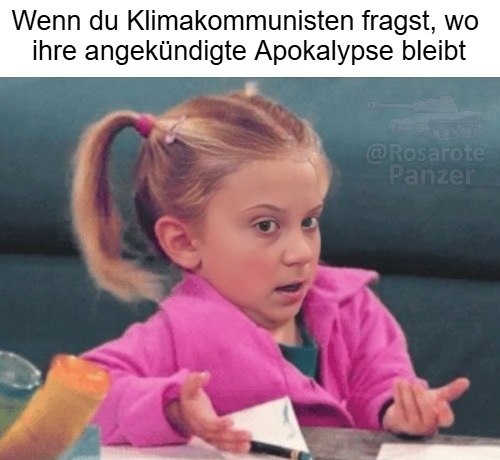 Wenn du Klimakommunisten fragst, wo
ihre angekündigte Apokalypse bleibt
@Rosarote
Panzer